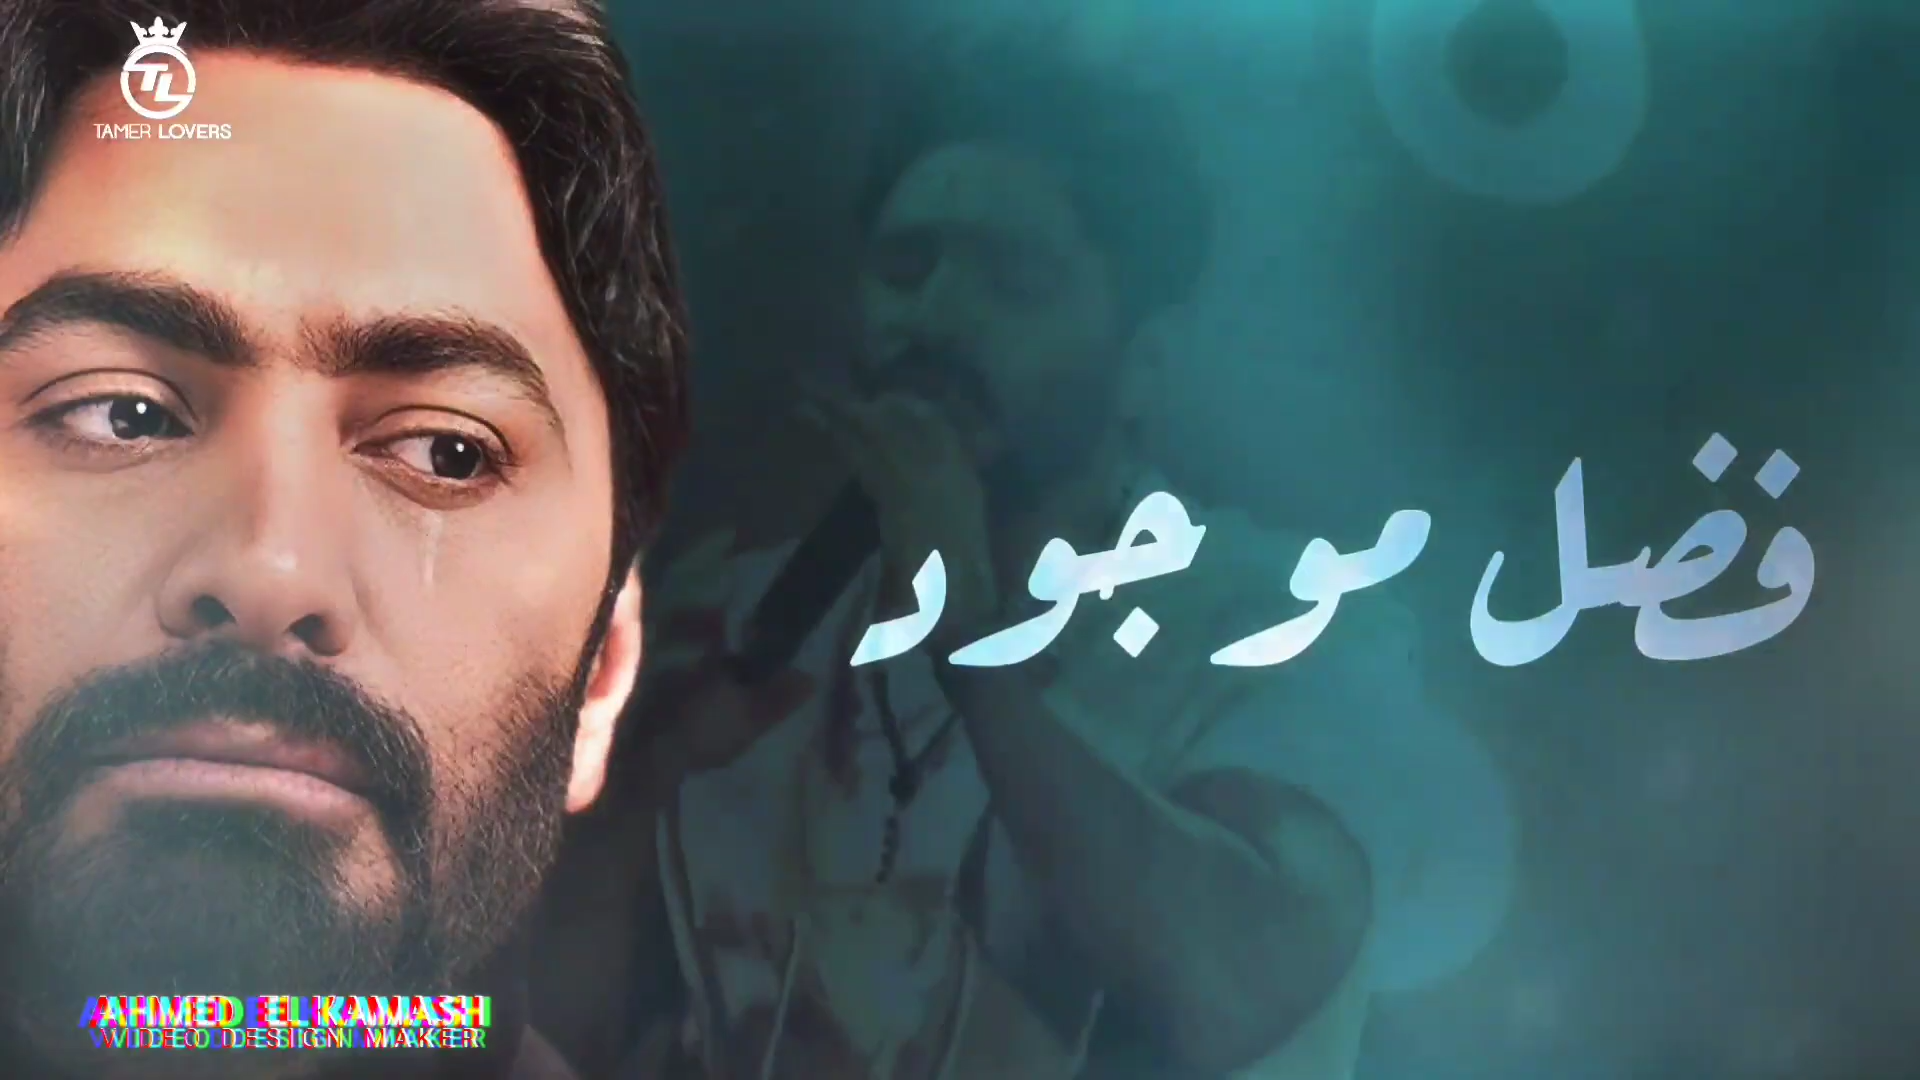 TL
TAMER LOVERS
فضل موجود
AHMED EL KAMASH
VIDEO DESIGN MAKER